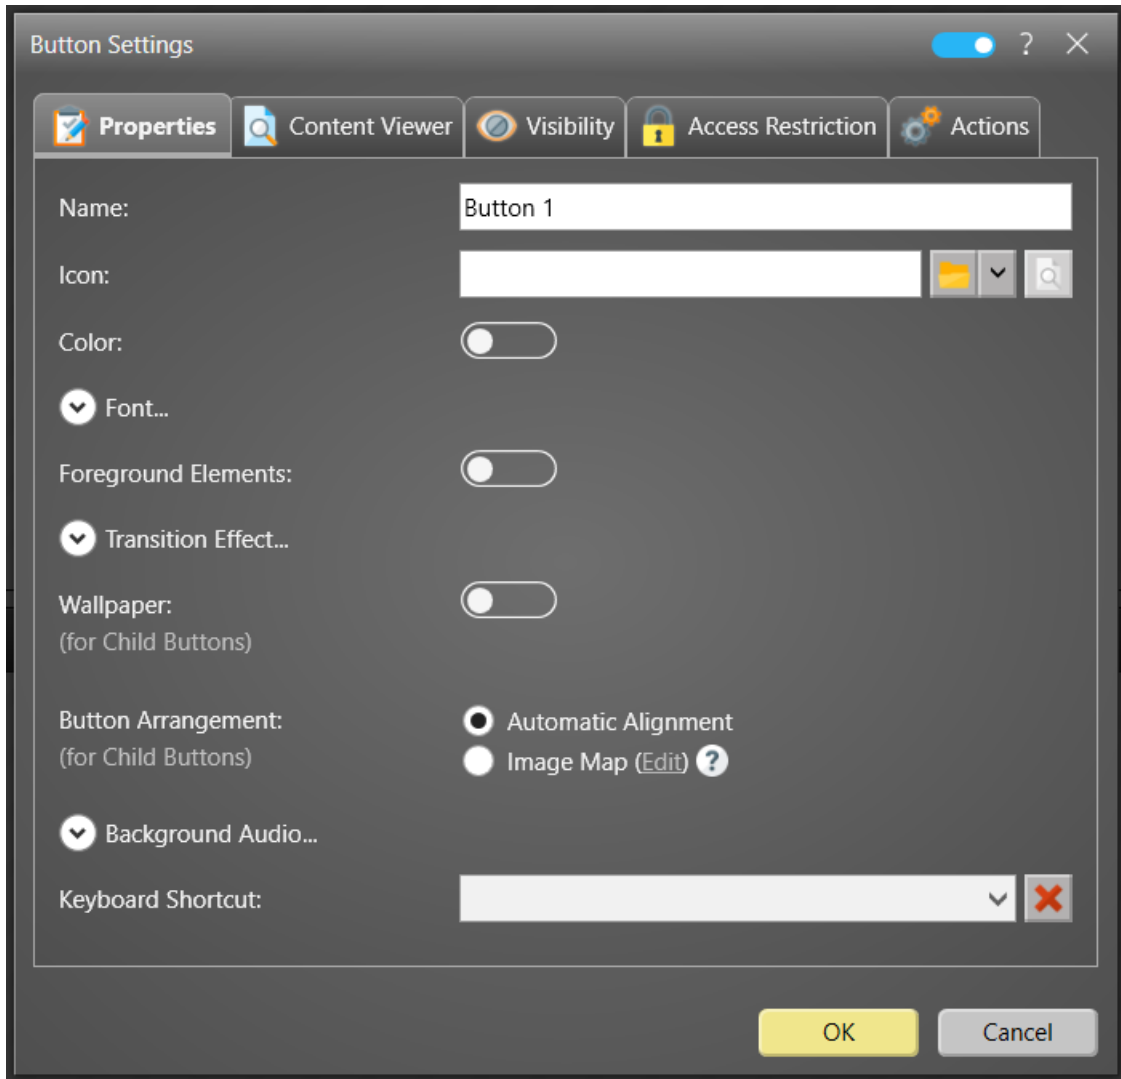 Button Settings
?
Properties Content Viewer Visibility Access Restriction Actions
Name: Button 1
Icon:
Color:
Font...
Foreground Elements:
Transition Effect...
Wallpaper:
(for Child Buttons)
Button Arrangement: Automatic Alignment
(for Child Buttons) Image Map (Edit) ?
Background Audio...
Keyboard Shortcut:
OK Cancel